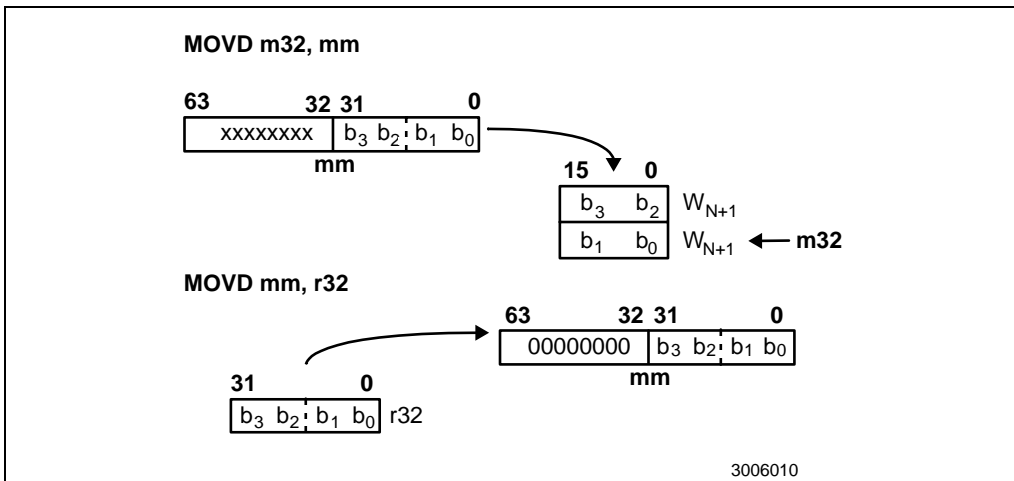 MOVD m32, mm
63 32 31 0
xxxxxxxx b3 b2 b1 b0
mm
15 0
b3 b2 WN+1
b1 b0 WN+1 m32
MOVD mm, r32
63 32 31 0
00000000 b3 b2 b1 b0
mm
31 0
b3 b2 b1 b0 r32
3006010